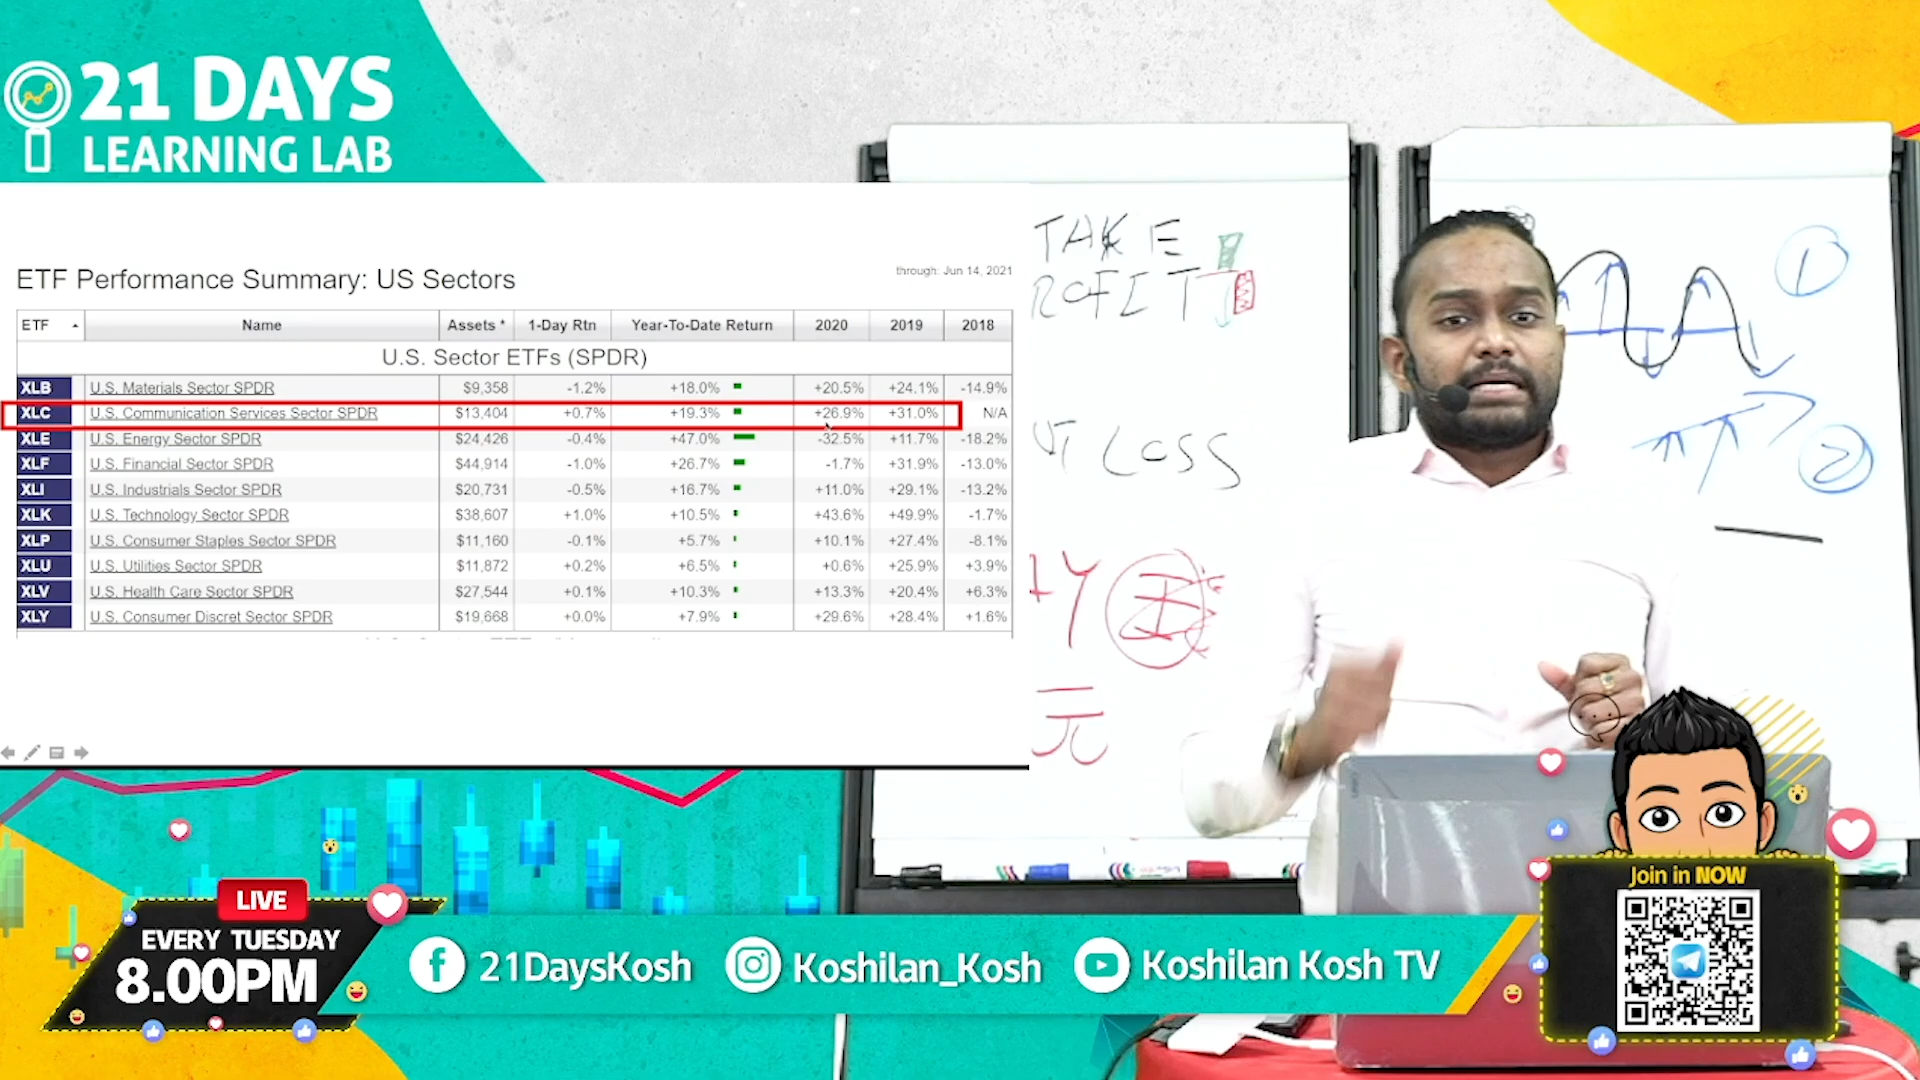 21 DAYS
LEARNING LAB
ETF Performance Summary: US Sectors
through: Jun 14, 2021
ETF Name Assets * 1-Day Rtn Year-To-Date Return 2020 2019 2018
U.S. Sector ETFs (SPDR)
XLB U.S. Materials Sector SPDR $9,358 -1.2% +18.0% +20.5% +24.1% -14.9%
XLC U.S. Communication Services Sector SPDR $13,404 +0.7% +19.3% +26.9% +31.0% N/A
XLE U.S. Energy Sector SPDR $24,426 -0.4% +47.0% -32.5% +11.7% -18.2%
XLF U.S. Financial Sector SPDR $44,914 -1.0% +26.7% -1.7% +31.9% -13.0%
XLI U.S. Industrials Sector SPDR $20,731 -0.5% +16.7% +11.0% +29.1% -13.2%
XLK U.S. Technology Sector SPDR $38,607 +1.0% +10.5% +43.6% +49.9% -1.7%
XLP U.S. Consumer Staples Sector SPDR $11,160 -0.1% +5.7% +10.1% +27.4% -8.1%
XLU U.S. Utilities Sector SPDR $11,872 +0.2% +6.5% +0.6% +25.9% +3.9%
XLV U.S. Health Care Sector SPDR $27,544 +0.1% +10.3% +13.3% +20.4% +6.3%
XLY U.S. Consumer Discret Sector SPDR $19,668 +0.0% +7.9% +29.6% +28.4% +1.6%
TAKE
ROFIT
LOSS
1
2
LIVE
EVERY TUESDAY
8.00PM
21DaysKosh
Koshilan_Kosh
Koshilan Kosh TV
Join in NOW